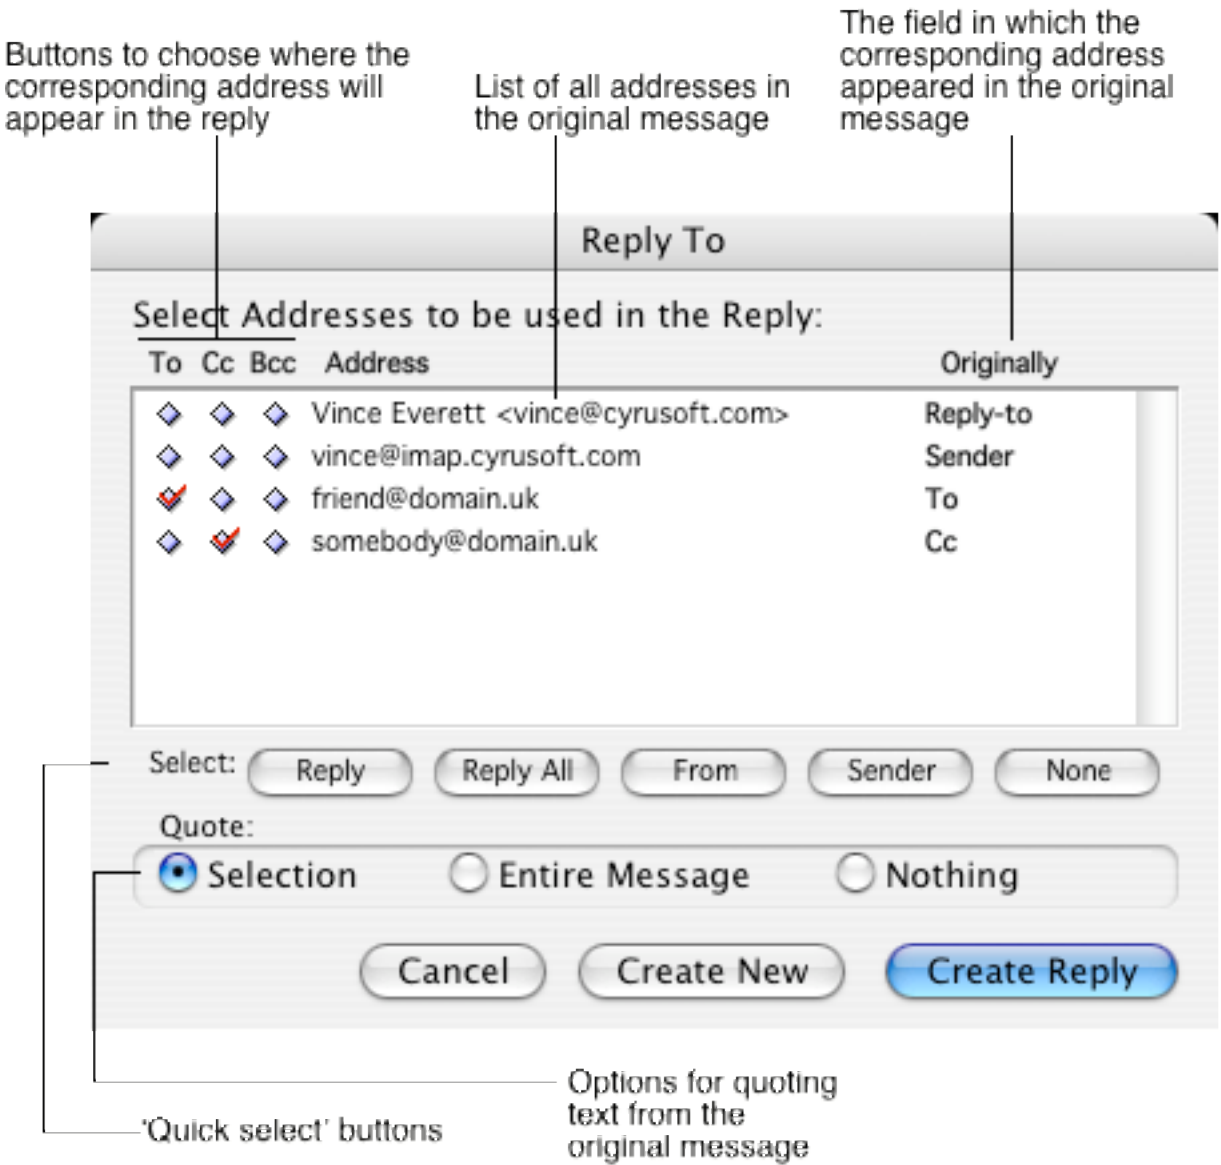 Buttons to choose where the
corresponding address will
appear in the reply
List of all addresses in
the original message
The field in which the
corresponding address
appeared in the original
message
Reply To
Select Addresses to be used in the Reply:
To Cc Bcc Address Originally
Vince Everett <vince@cyrusoft.com> Reply-to
vince@imap.cyrusoft.com Sender
friend@domain.uk To
somebody@domain.uk Cc
Select: Reply Reply All From Sender None
Quote:
Selection Entire Message Nothing
Cancel Create New Create Reply
Options for quoting
text from the
original message
'Quick select' buttons